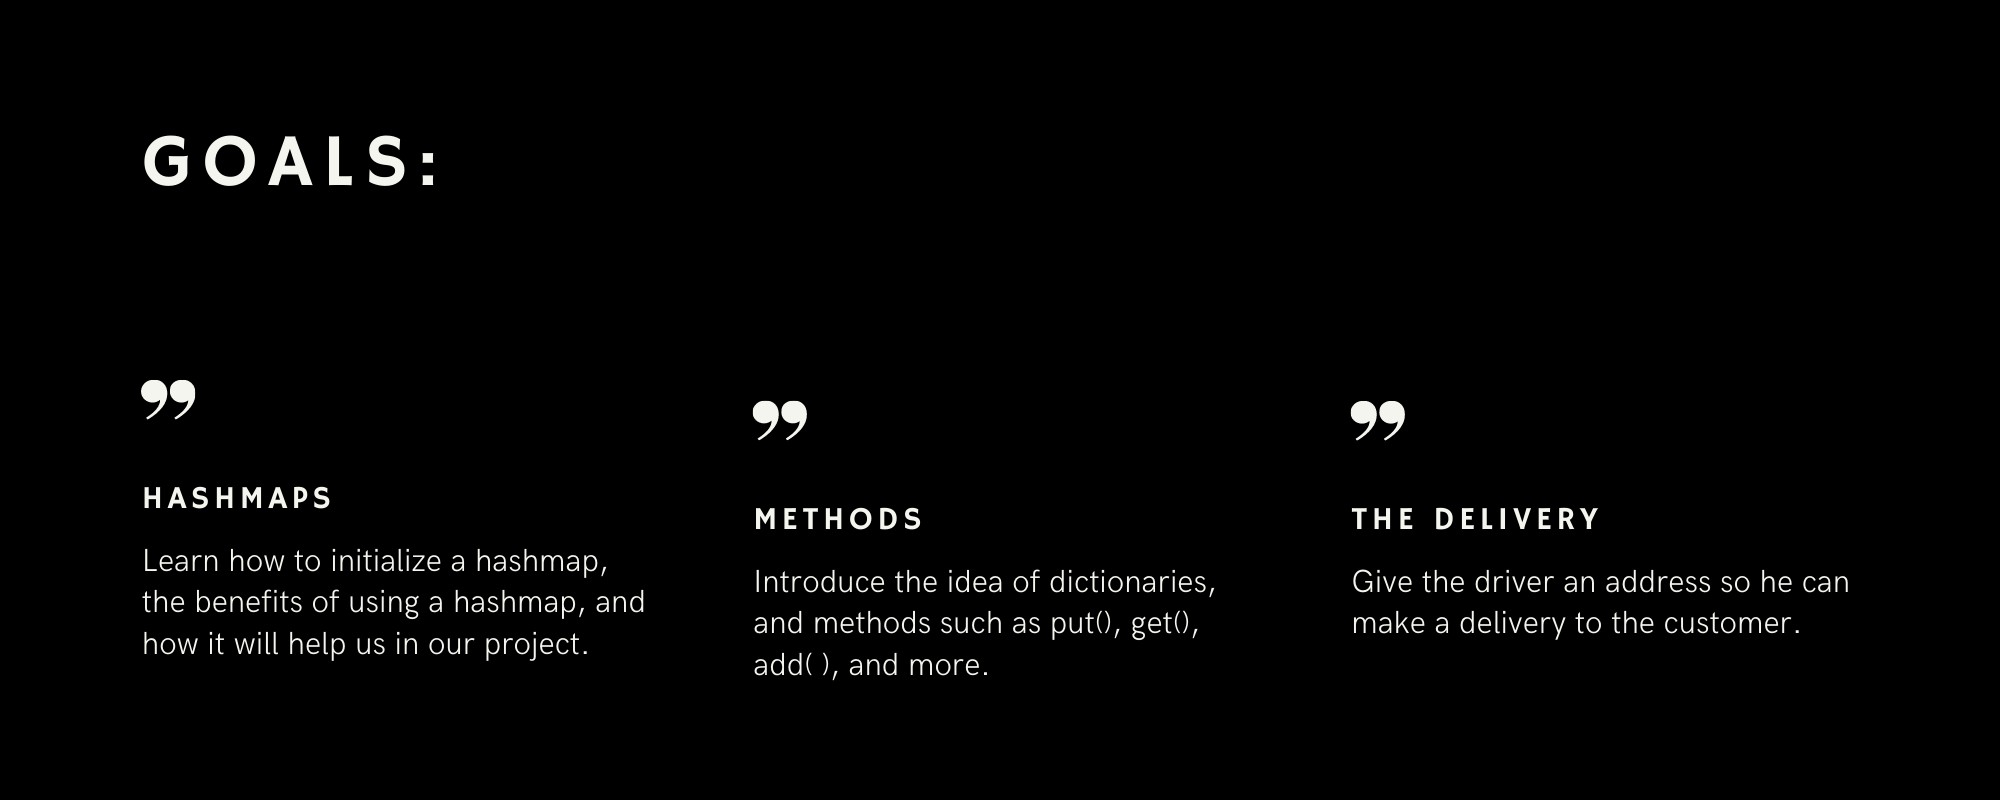 GOALS:
”
HASHMAPS
Learn how to initialize a hashmap,
the benefits of using a hashmap, and
how it will help us in our project.
”
METHODS
Introduce the idea of dictionaries,
and methods such as put(), get(),
add( ), and more.
”
THE DELIVERY
Give the driver an address so he can
make a delivery to the customer.